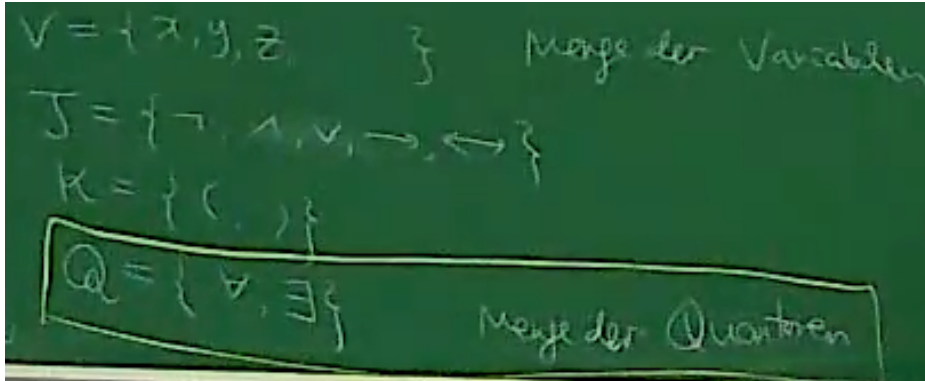 V = {x, y, z,     } Menge der Variablen
J = {¬, ∧, ∨, →, ↔}
K = {(, )}
Q = {∀, ∃} Menge der Quantoren